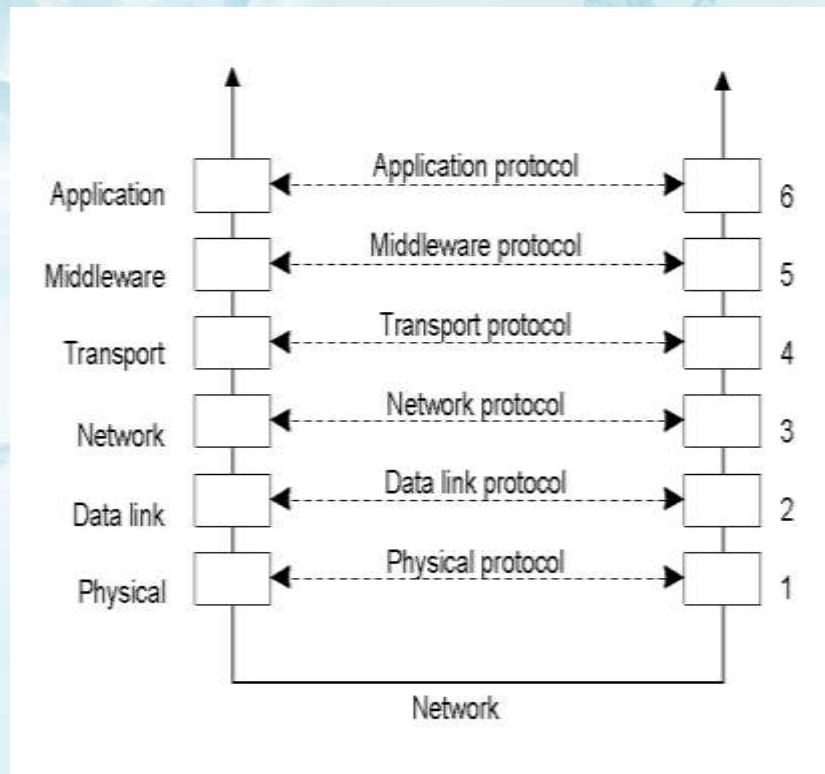 Application Application protocol 6
Middleware Middleware protocol 5
Transport Transport protocol 4
Network Network protocol 3
Data link Data link protocol 2
Physical Physical protocol 1
Network